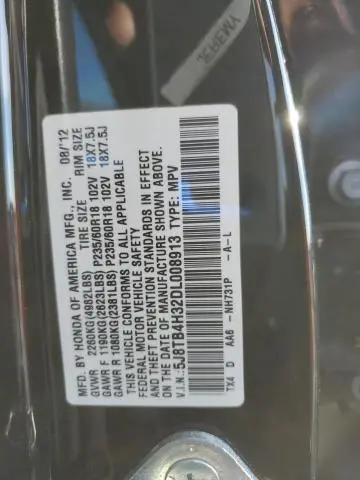 MFD. BY HONDA OF AMERICA MFG., INC. 08/'12
TIRE SIZE RIM SIZE
GVWR 2260KG(4982LBS) P235/60R18 102V 18X7.5J
GAWR F 1190KG(2623LBS) P235/60R18 102V 18X7.5J
GAWR R 1080KG(2381LBS)
THIS VEHICLE CONFORMS TO ALL APPLICABLE
FEDERAL MOTOR VEHICLE SAFETY
AND THEFT PREVENTION STANDARDS IN EFFECT
ON THE DATE OF MANUFACTURE SHOWN ABOVE.
V.I.N.: 5J8TB4H32DL008913 TYPE: MPV
TX4 D AA6 -NH731P -A-L